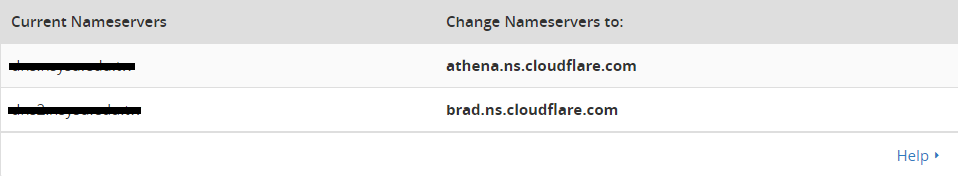 Current Nameservers Change Nameservers to:
athena.ns.cloudflare.com
brad.ns.cloudflare.com
Help